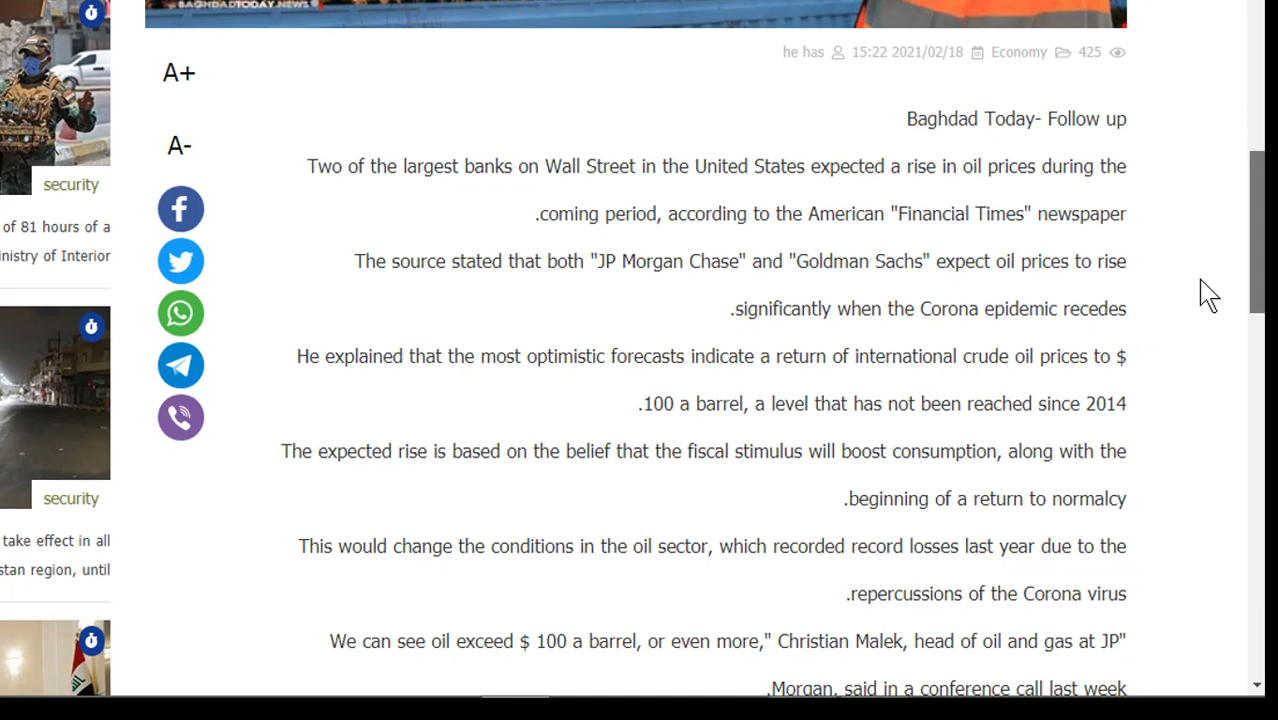 BAGHDADTODAY.NEWS
he has 15:22 2021/02/18 Economy 425
A+
A-
Baghdad Today- Follow up
Two of the largest banks on Wall Street in the United States expected a rise in oil prices during the
.coming period, according to the American "Financial Times" newspaper
The source stated that both "JP Morgan Chase" and "Goldman Sachs" expect oil prices to rise
.significantly when the Corona epidemic recedes
He explained that the most optimistic forecasts indicate a return of international crude oil prices to $
.100 a barrel, a level that has not been reached since 2014
The expected rise is based on the belief that the fiscal stimulus will boost consumption, along with the
.beginning of a return to normalcy
This would change the conditions in the oil sector, which recorded record losses last year due to the
.repercussions of the Corona virus
We can see oil exceed $ 100 a barrel, or even more," Christian Malek, head of oil and gas at JP"
.Morgan, said in a conference call last week
security
of 81 hours of a
inistry of Interior
security
take effect in all
stan region, until